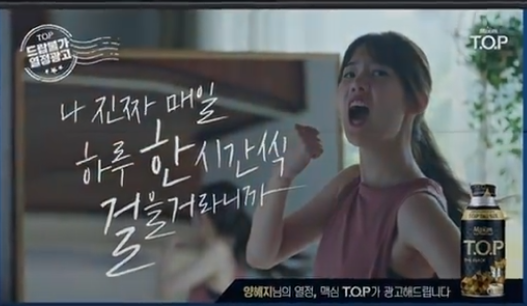 TOP
드랍불가
열정광고
Maxim
T.O.P
나 진짜 매일
하루 한 시간씩
걸을거라니까
Maxim
T.O.P
양혜지님의 열정, 맥심 T.O.P가 광고해드립니다